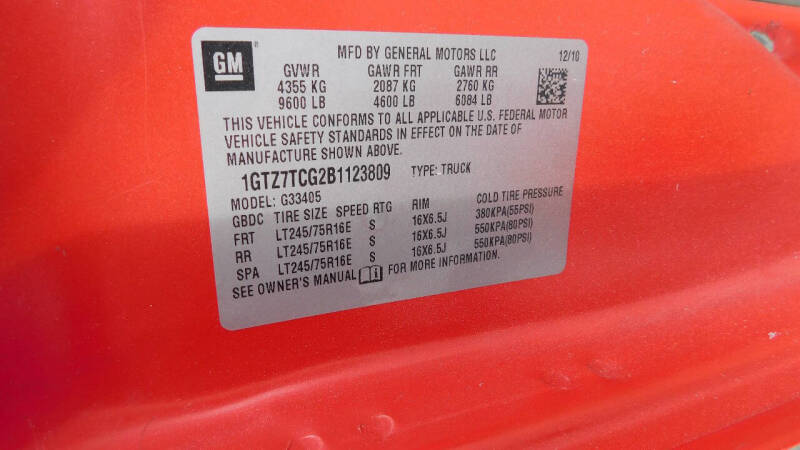 GM
MFD BY GENERAL MOTORS LLC 12/10
GVWR GAWR FRT GAWR RR
4355 KG 2087 KG 2760 KG
9600 LB 4600 LB 6084 LB
THIS VEHICLE CONFORMS TO ALL APPLICABLE U.S. FEDERAL MOTOR
VEHICLE SAFETY STANDARDS IN EFFECT ON THE DATE OF
MANUFACTURE SHOWN ABOVE.
1GTZ7TCG2B1123809 TYPE: TRUCK
MODEL: G33405
GBDC TIRE SIZE SPEED RTG RIM COLD TIRE PRESSURE
FRT LT245/75R16E S 16X6.5J 380KPA(55PSI)
RR LT245/75R16E S 16X6.5J 550KPA(80PSI)
SPA LT245/75R16E S 16X6.5J 550KPA(80PSI)
SEE OWNER'S MANUAL i FOR MORE INFORMATION.